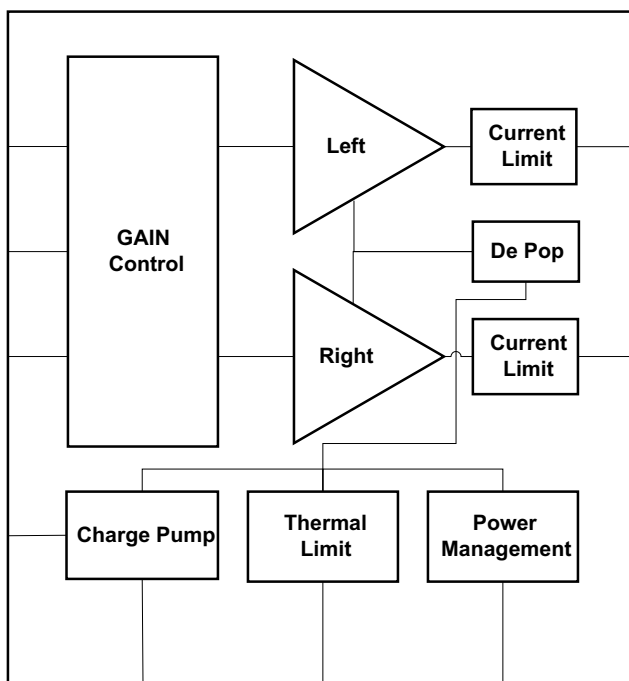 Left
Current
Limit
GAIN
Control
De Pop
Right
Current
Limit
Charge Pump
Thermal
Limit
Power
Management